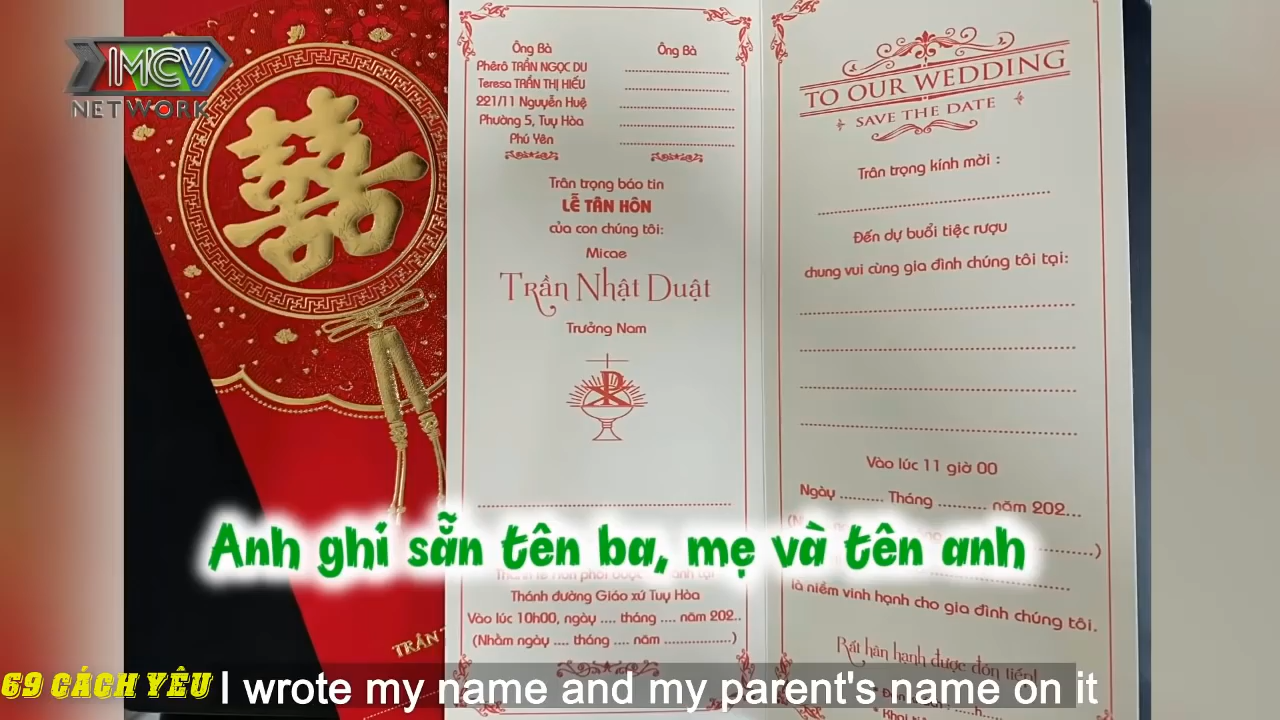 MCV
NETWORK
囍
TRẦN
Ông Bà
Phêrô TRẦN NGỌC DU
Teresa TRẦN THỊ HIẾU
221/11 Nguyễn Huệ
Phường 5, Tuy Hòa
Phú Yên
Ông Bà
Trân trọng báo tin
LỄ TÂN HÔN
của con chúng tôi:
Micae
Trần Nhật Duật
Trưởng Nam
Thánh đường Giáo xứ Tuy Hòa
Vào lúc 10h00, ngày .... tháng .... năm 202..
(Nhằm ngày .... tháng .... năm ..............)
TO OUR WEDDING
SAVE THE DATE
Trân trọng kính mời :
Đến dự buổi tiệc rượu
chung vui cùng gia đình chúng tôi tại:
Vào lúc 11 giờ 00
Ngày .......... Tháng .......... năm 202...
là niềm vinh hạnh cho gia đình chúng tôi.
Rất hân hạnh được đón tiếp!
Anh ghi sẵn tên ba, mẹ và tên anh
69 CÁCH YÊU
I wrote my name and my parent's name on it